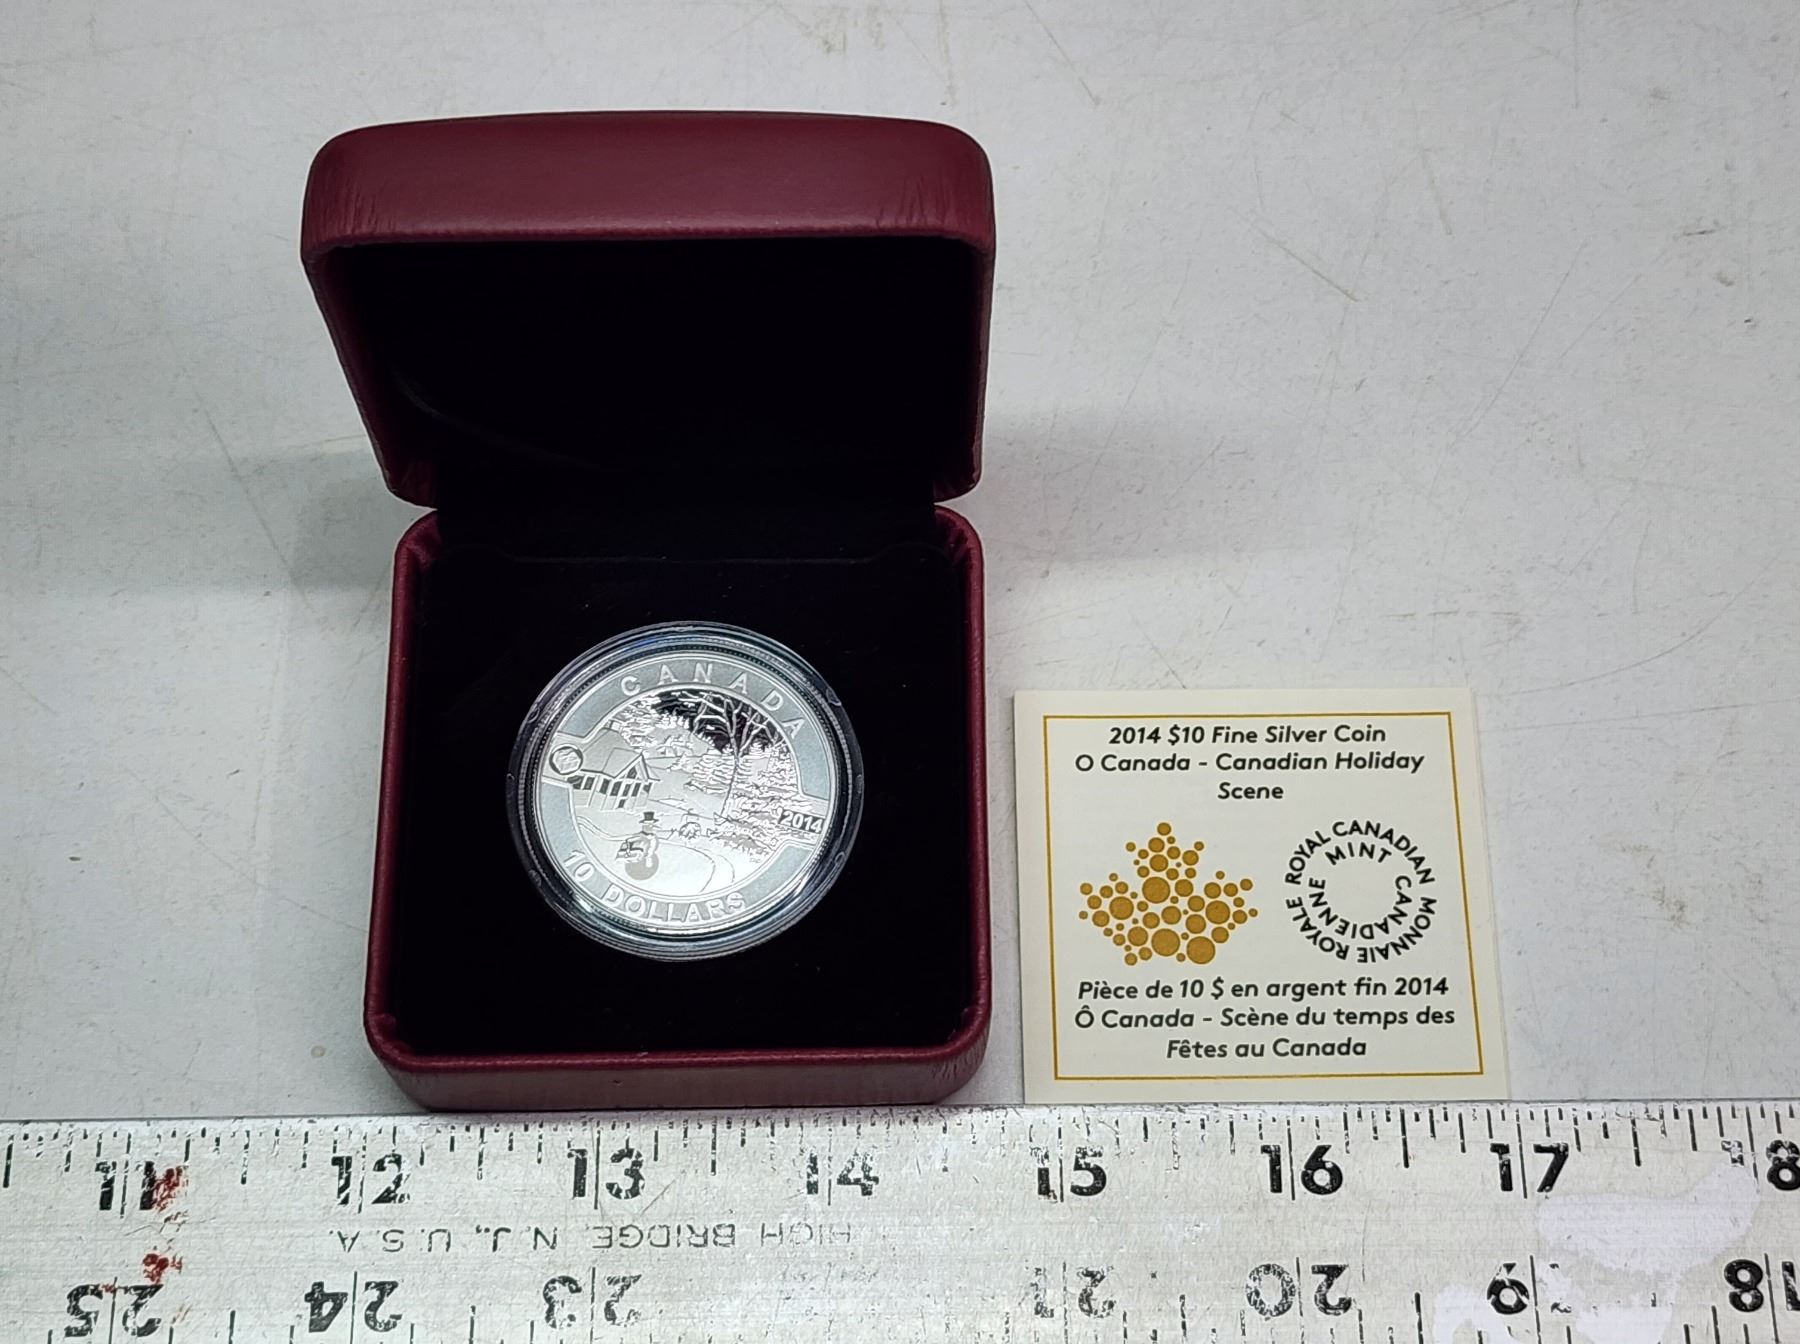 CANADA
2014
10 DOLLARS
2014 $10 Fine Silver Coin
O Canada - Canadian Holiday
Scene
ROYAL CANADIAN MINT
MONNAIE ROYALE CANADIENNE
Pièce de 10 $ en argent fin 2014
Ô Canada - Scène du temps des
Fêtes au Canada
11 12 13 14 15 16 17 18
HIGH BRIDGE, N.J., U.S.A.
25 24 23 21 20 19 18